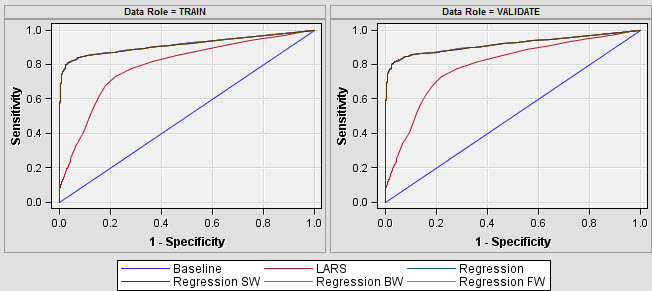 Data Role = TRAIN
Data Role = VALIDATE
Sensitivity
1.0
0.8
0.6
0.4
0.2
0.0
0.0 0.2 0.4 0.6 0.8 1.0
1 - Specificity
Sensitivity
1.0
0.8
0.6
0.4
0.2
0.0
0.0 0.2 0.4 0.6 0.8 1.0
1 - Specificity
Baseline LARS Regression
Regression SW Regression BW Regression FW